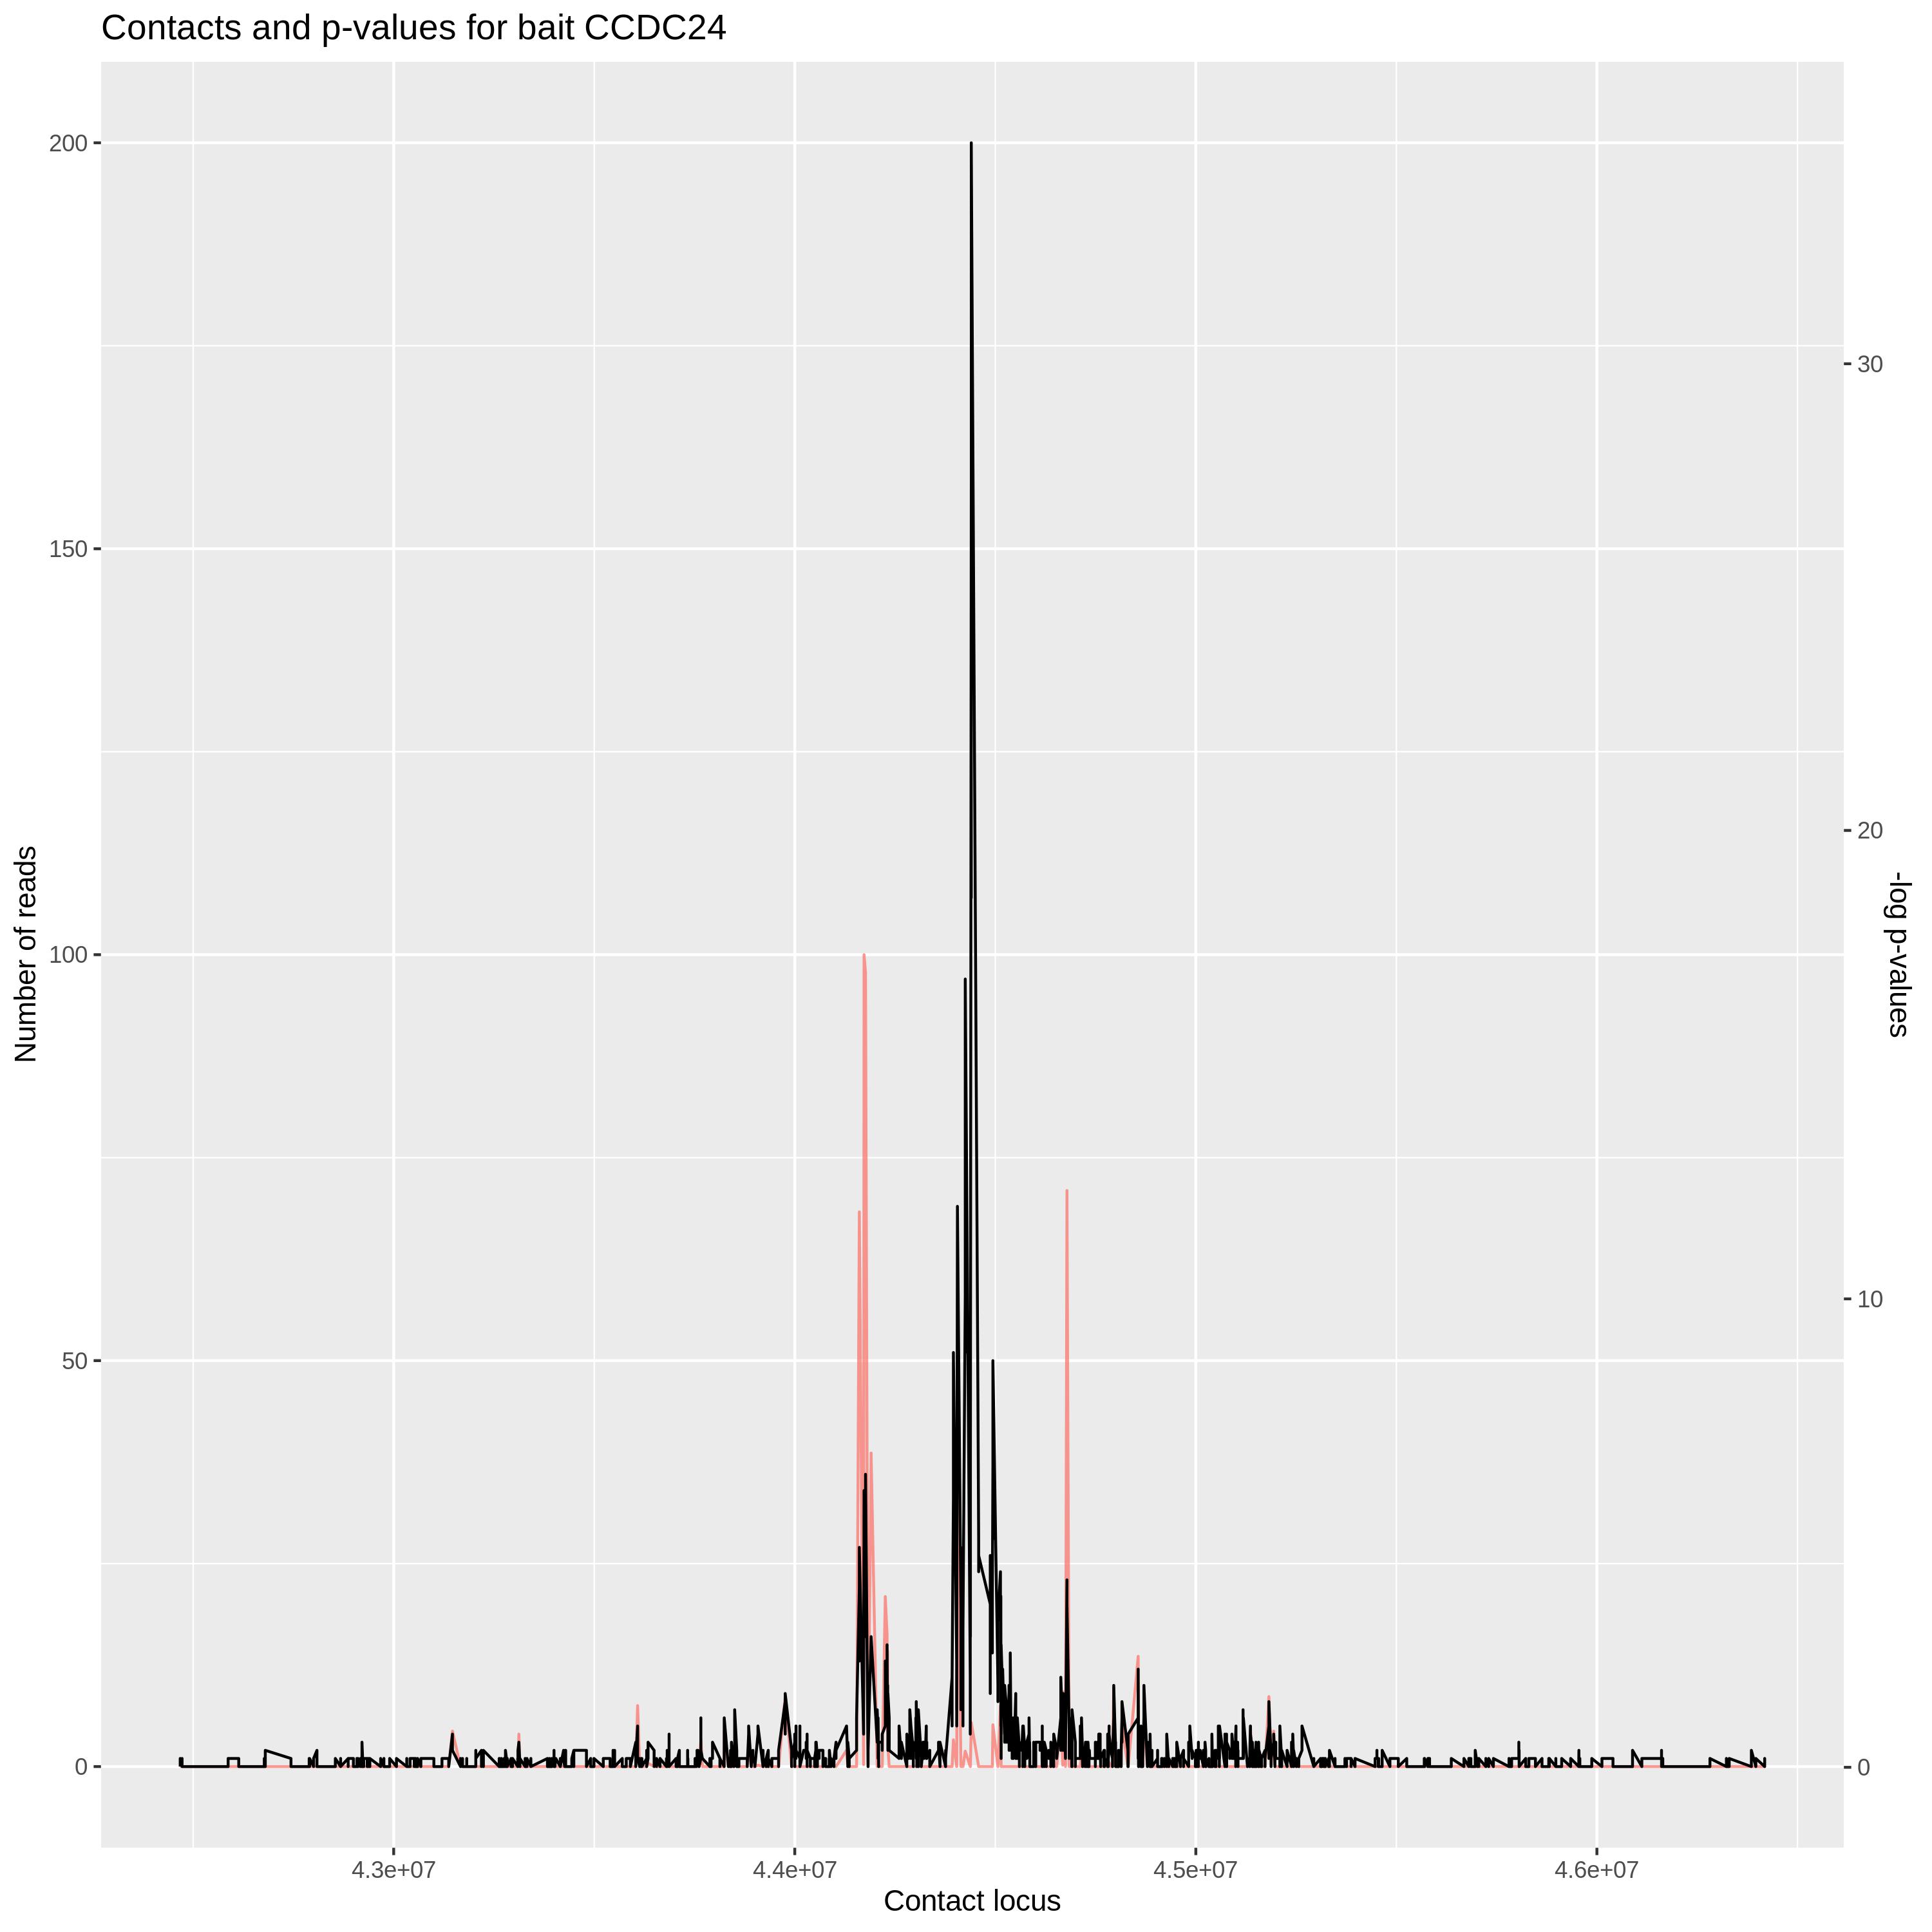 Contacts and p-values for bait CCDC24
200
150
100
50
0
Number of reads
30
20
10
0
-log p-values
4.3e+07
4.4e+07
4.5e+07
4.6e+07
Contact locus